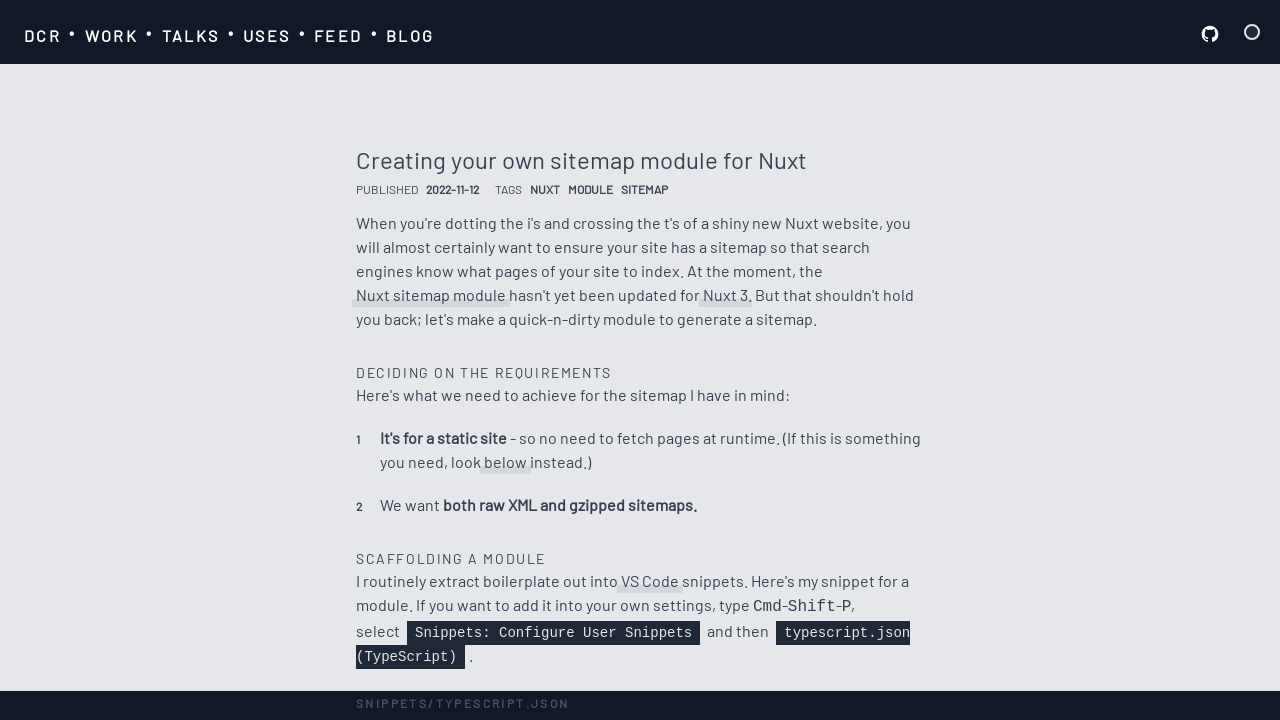 DCR • WORK • TALKS • USES • FEED • BLOG
Creating your own sitemap module for Nuxt
PUBLISHED 2022-11-12 TAGS NUXT MODULE SITEMAP
When you're dotting the i's and crossing the t's of a shiny new Nuxt website, you
will almost certainly want to ensure your site has a sitemap so that search
engines know what pages of your site to index. At the moment, the
Nuxt sitemap module hasn't yet been updated for Nuxt 3. But that shouldn't hold
you back; let's make a quick-n-dirty module to generate a sitemap.
DECIDING ON THE REQUIREMENTS
Here's what we need to achieve for the sitemap I have in mind:
1 It's for a static site - so no need to fetch pages at runtime. (If this is something
you need, look below instead.)
2 We want both raw XML and gzipped sitemaps.
SCAFFOLDING A MODULE
I routinely extract boilerplate out into VS Code snippets. Here's my snippet for a
module. If you want to add it into your own settings, type Cmd-Shift-P,
select Snippets: Configure User Snippets and then typescript.json
(TypeScript) .
SNIPPETS/TYPESCRIPT.JSON